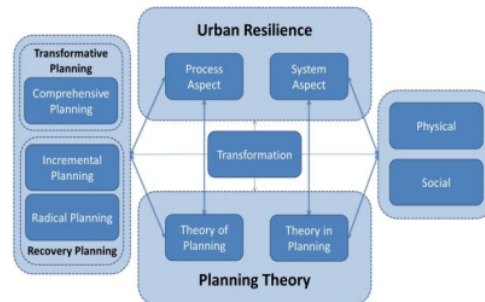 Transformative
Planning
Comprehensive
Planning
Incremental
Planning
Radical Planning
Recovery Planning
Urban Resilience
Process
Aspect
System
Aspect
Transformation
Theory of
Planning
Theory in
Planning
Planning Theory
Physical
Social